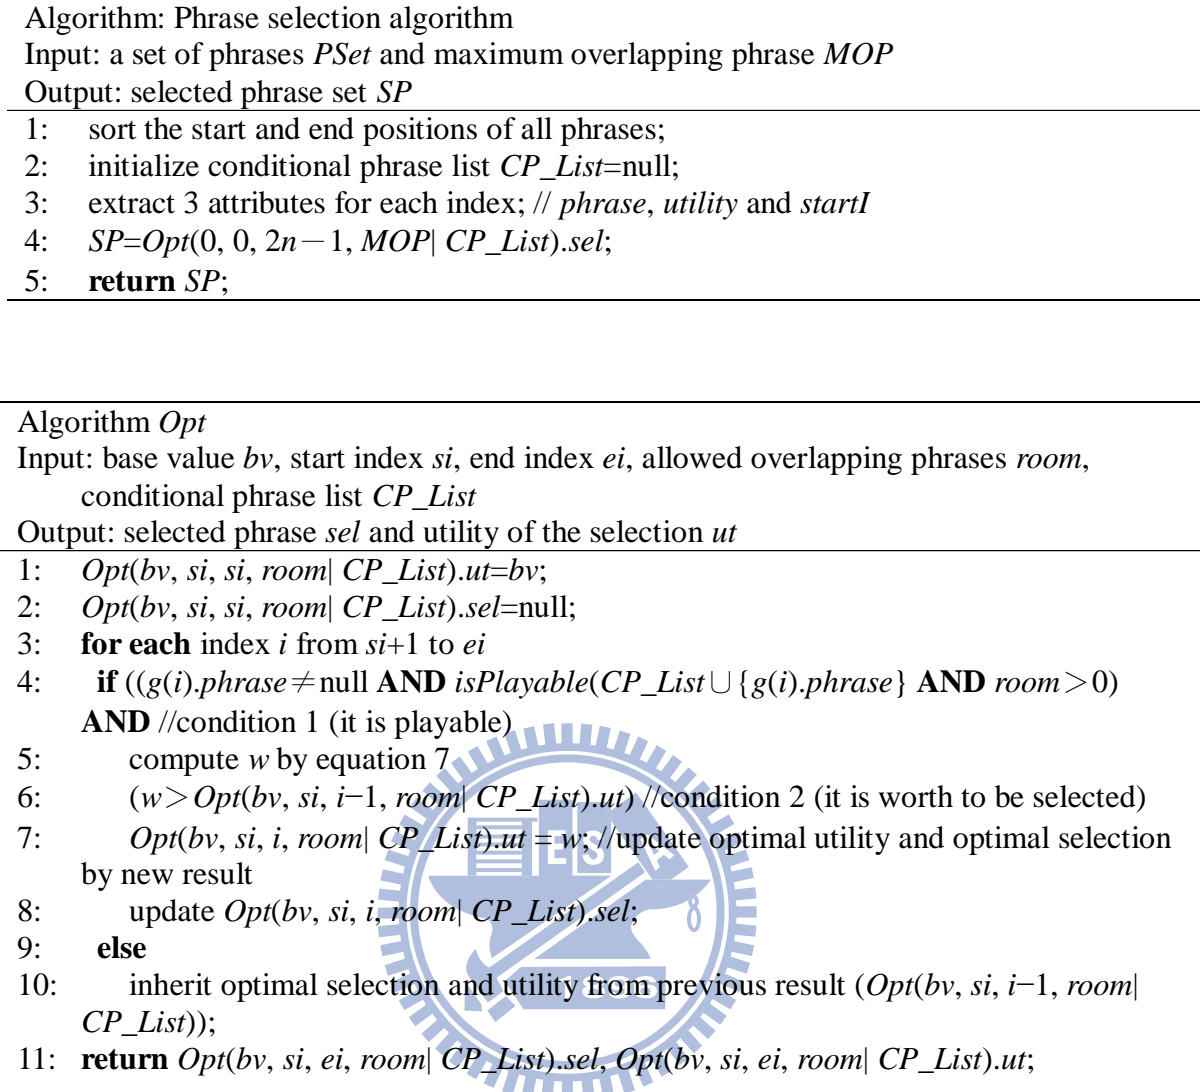 Algorithm: Phrase selection algorithm
Input: a set of phrases PSet and maximum overlapping phrase MOP
Output: selected phrase set SP
1: sort the start and end positions of all phrases;
2: initialize conditional phrase list CP_List=null;
3: extract 3 attributes for each index; // phrase, utility and startI
4: SP=Opt(0, 0, 2n−1, MOP| CP_List).sel;
5: return SP;
Algorithm Opt
Input: base value bv, start index si, end index ei, allowed overlapping phrases room,
conditional phrase list CP_List
Output: selected phrase sel and utility of the selection ut
1: Opt(bv, si, si, room| CP_List).ut=bv;
2: Opt(bv, si, si, room| CP_List).sel=null;
3: for each index i from si+1 to ei
4: if ((g(i).phrase≠null AND isPlayable(CP_List∪{g(i).phrase} AND room>0)
AND //condition 1 (it is playable)
5: compute w by equation 7
6: (w>Opt(bv, si, i−1, room| CP_List).ut) //condition 2 (it is worth to be selected)
7: Opt(bv, si, i, room| CP_List).ut = w; //update optimal utility and optimal selection
by new result
8: update Opt(bv, si, i, room| CP_List).sel;
9: else
10: inherit optimal selection and utility from previous result (Opt(bv, si, i−1, room|
CP_List));
11: return Opt(bv, si, ei, room| CP_List).sel, Opt(bv, si, ei, room| CP_List).ut;
E S A
1896